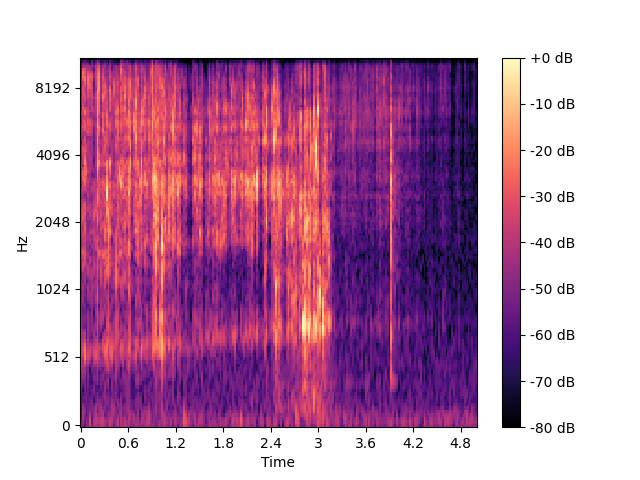 8192
4096
2048
1024
512
0
Hz
0 0.6 1.2 1.8 2.4 3 3.6 4.2 4.8
Time
+0 dB
-10 dB
-20 dB
-30 dB
-40 dB
-50 dB
-60 dB
-70 dB
-80 dB